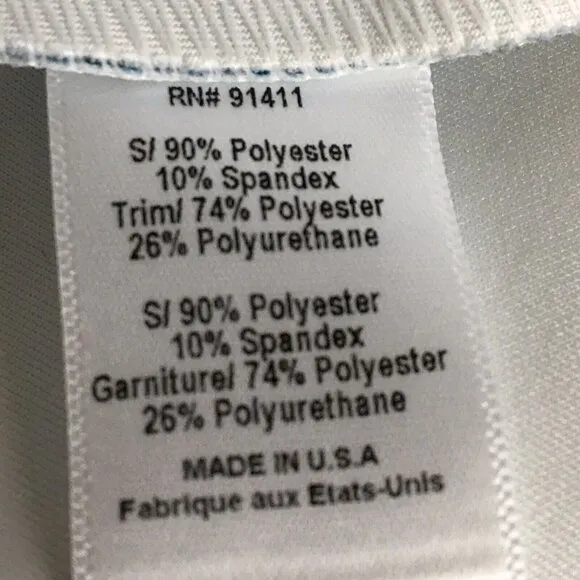 RN# 91411
S/ 90% Polyester
10% Spandex
Trim/ 74% Polyester
26% Polyurethane
S/ 90% Polyester
10% Spandex
Garniture/ 74% Polyester
26% Polyurethane
MADE IN U.S.A
Fabrique aux Etats-Unis